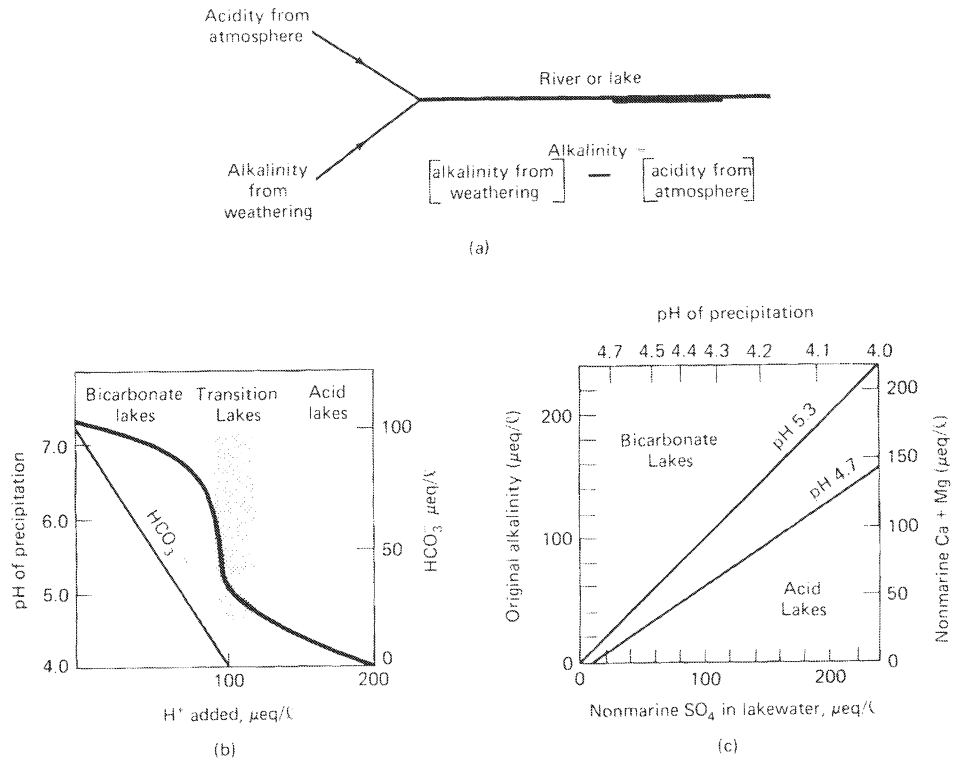 Acidity from
atmosphere
River or lake
Alkalinity
from
weathering
Alkalinity =
[alkalinity from
weathering] — [acidity from
atmosphere]
(a)
Bicarbonate
lakes
Transition
Lakes
Acid
lakes
pH of precipitation
7.0
6.0
5.0
4.0
HCO3
100
50
0
HCO3 μeq/ℓ
100
200
H+ added, μeq/ℓ
(b)
pH of precipitation
4.7 4.5 4.4 4.3 4.2 4.1 4.0
Original alkalinity (μeq/ℓ)
200
100
0
Bicarbonate
Lakes
pH 5.3
pH 4.7
Acid
Lakes
200
150
100
50
0
Nonmarine Ca + Mg (μeq/ℓ)
0 100 200
Nonmarine SO4 in lakewater, μeq/ℓ
(c)